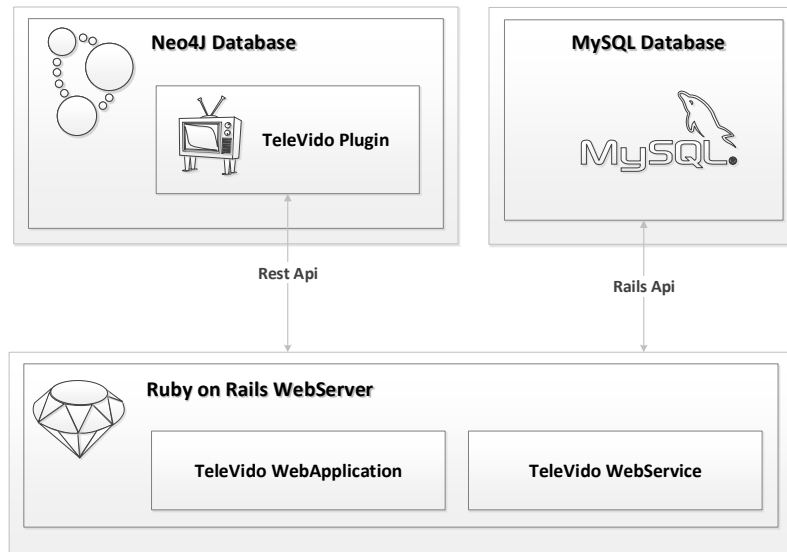 Neo4J Database
MySQL Database
TeleVido Plugin
MySQL®
Rest Api
Rails Api
Ruby on Rails WebServer
TeleVido WebApplication
TeleVido WebService